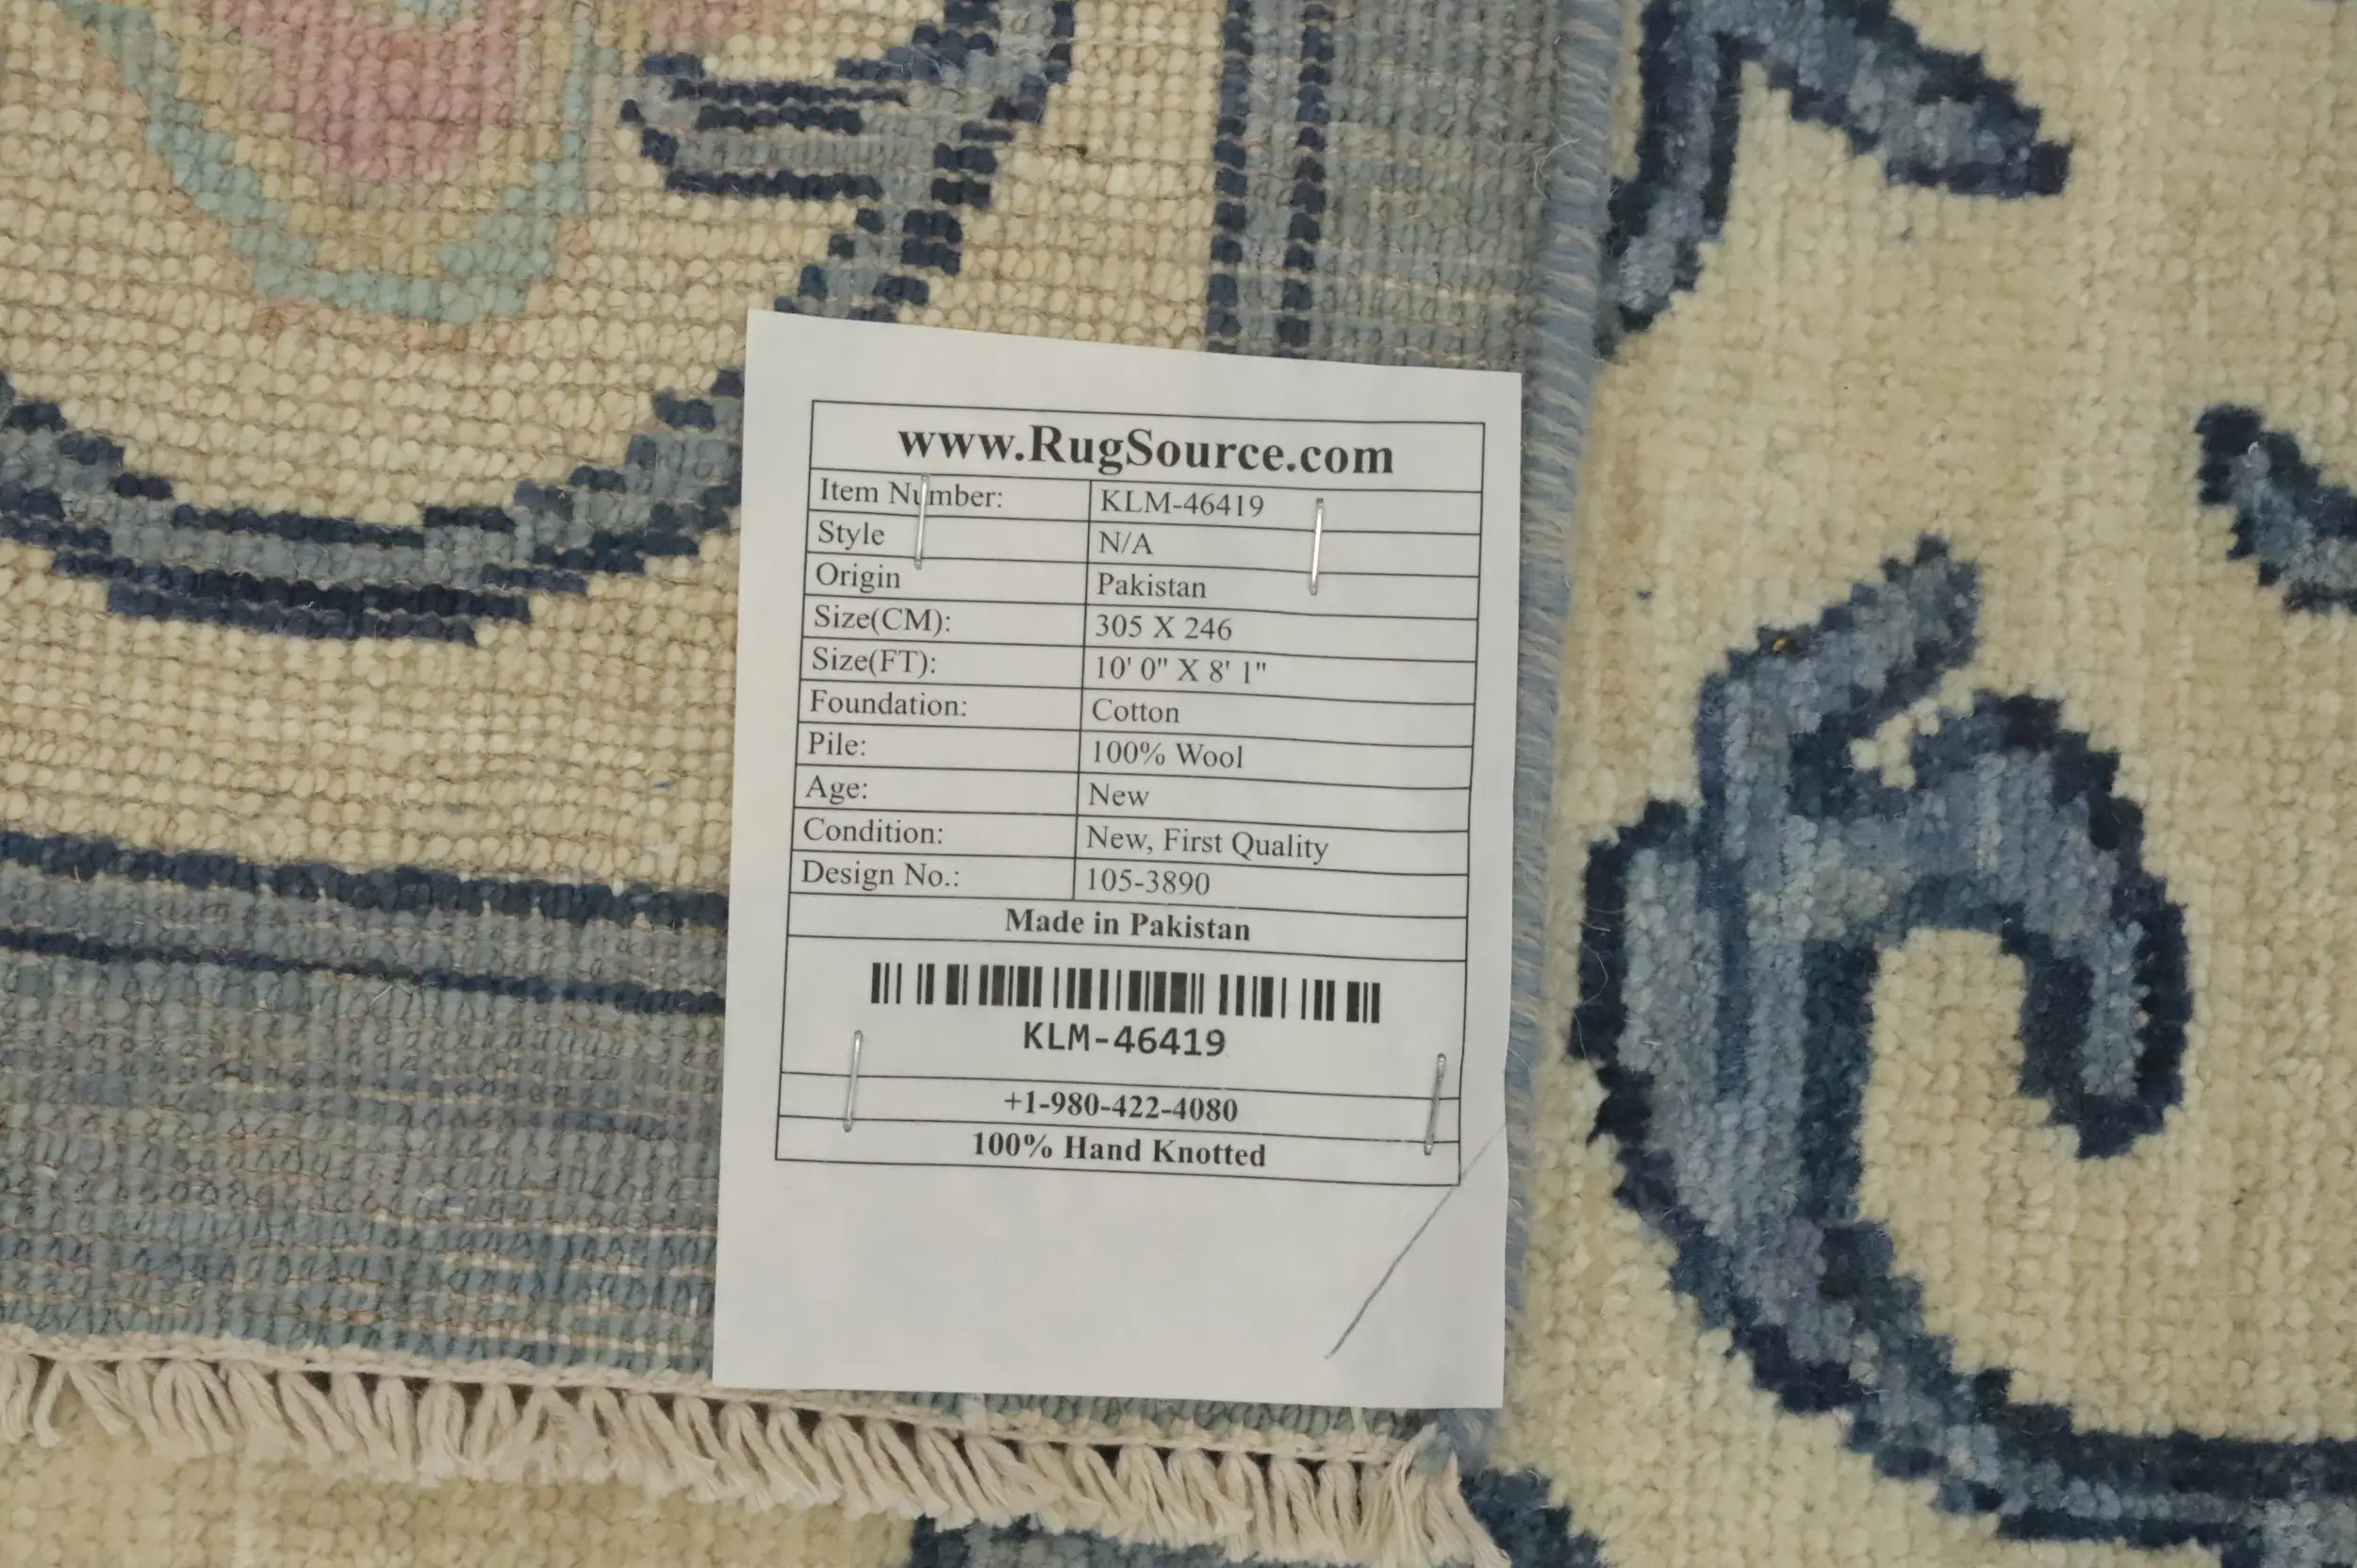 www.RugSource.com
Item Number: KLM-46419
Style N/A
Origin Pakistan
Size(CM): 305 X 246
Size(FT): 10' 0" X 8' 1"
Foundation: Cotton
Pile: 100% Wool
Age: New
Condition: New, First Quality
Design No.: 105-3890
Made in Pakistan
KLM-46419
+1-980-422-4080
100% Hand Knotted